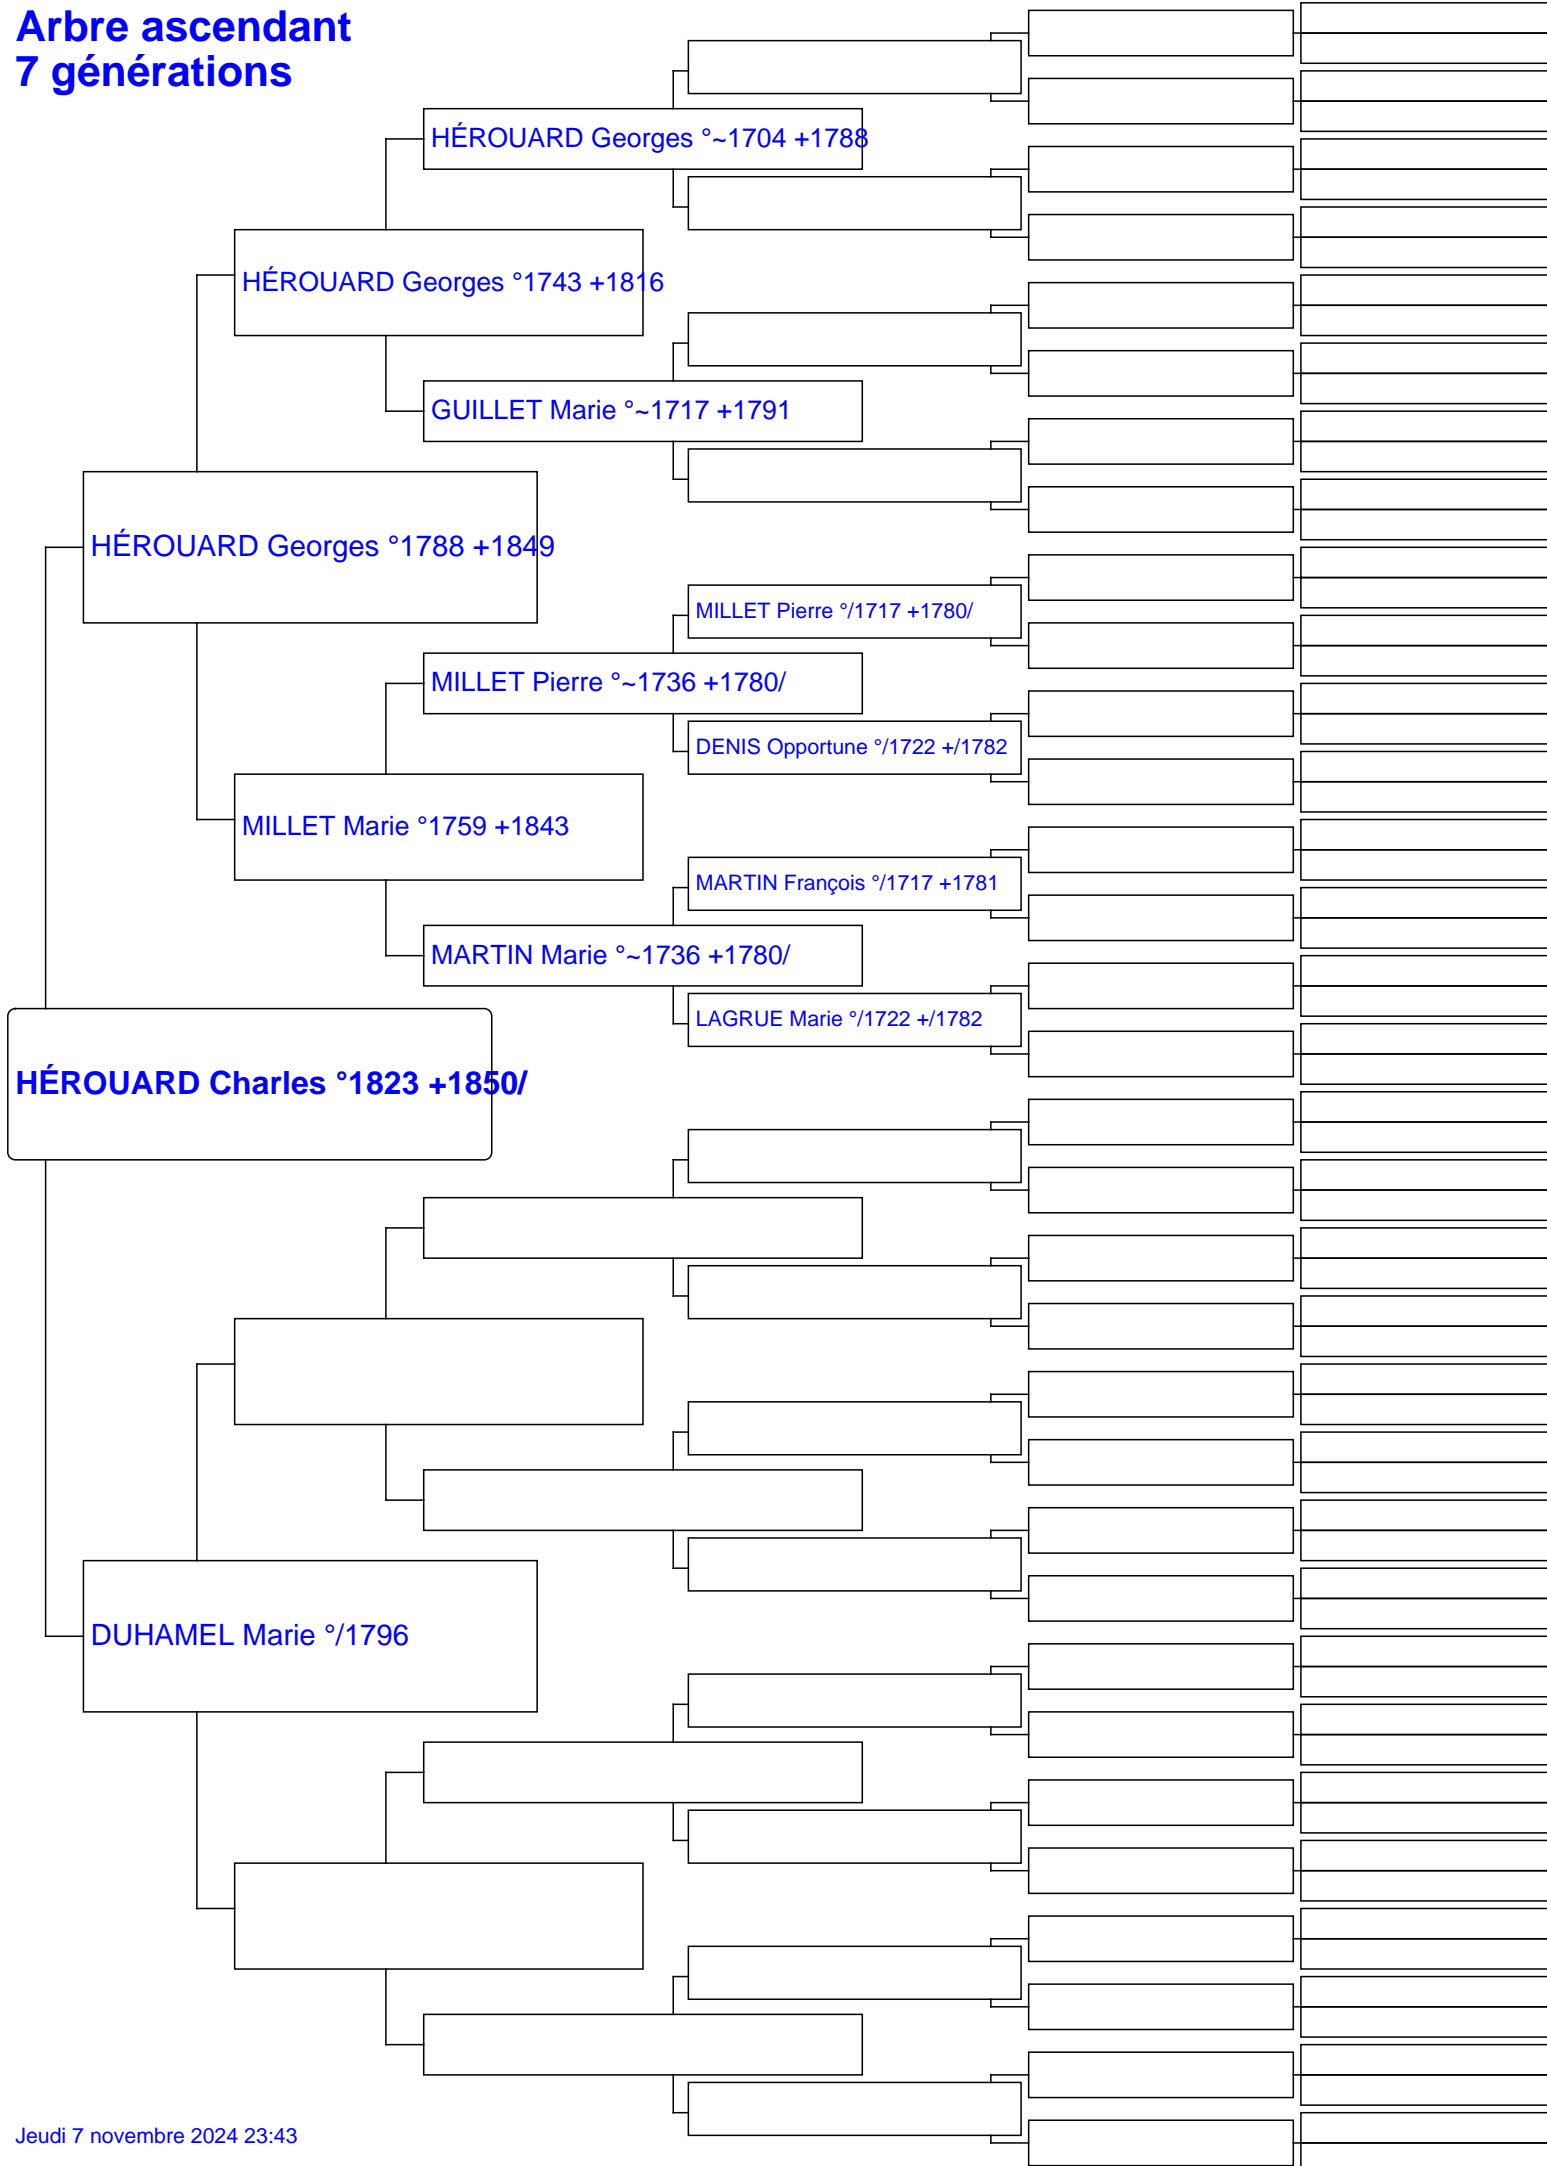 Arbre ascendant
7 générations
HÉROUARD Georges °~1704 +1788
HÉROUARD Georges °1743 +1816
GUILLET Marie °~1717 +1791
HÉROUARD Georges °1788 +1849
MILLET Pierre °/1717 +1780/
MILLET Pierre °~1736 +1780/
DENIS Opportune °/1722 +/1782
MILLET Marie °1759 +1843
MARTIN François °/1717 +1781
MARTIN Marie °~1736 +1780/
LAGRUE Marie °/1722 +/1782
HÉROUARD Charles °1823 +1850/
DUHAMEL Marie °/1796
Jeudi 7 novembre 2024 23:43